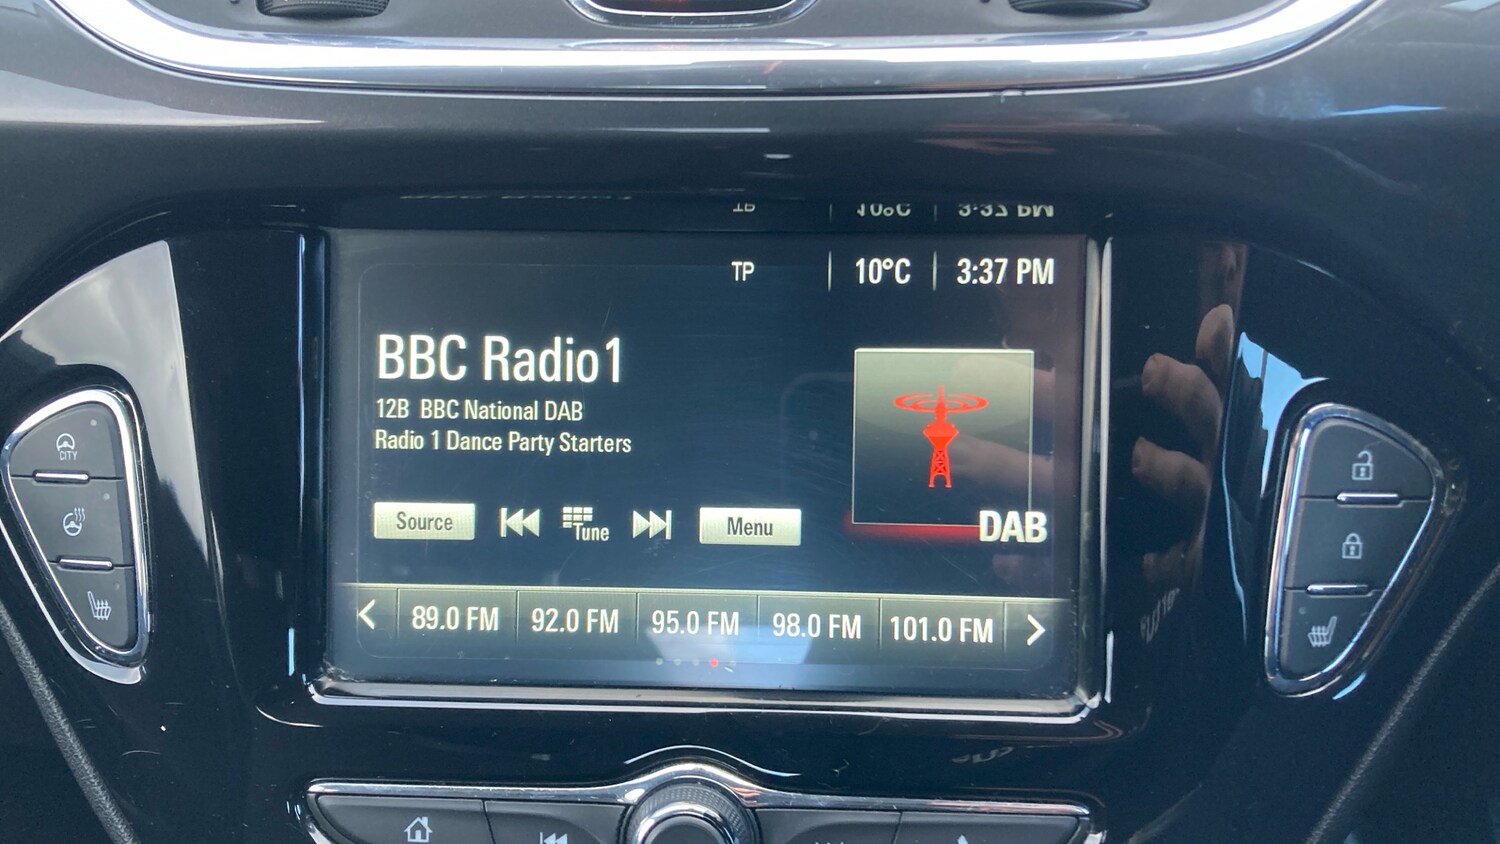 TP 10°C 3:37 PM
BBC Radio1
12B BBC National DAB
Radio 1 Dance Party Starters
Source Tune Menu
DAB
89.0 FM 92.0 FM 95.0 FM 98.0 FM 101.0 FM
CITY